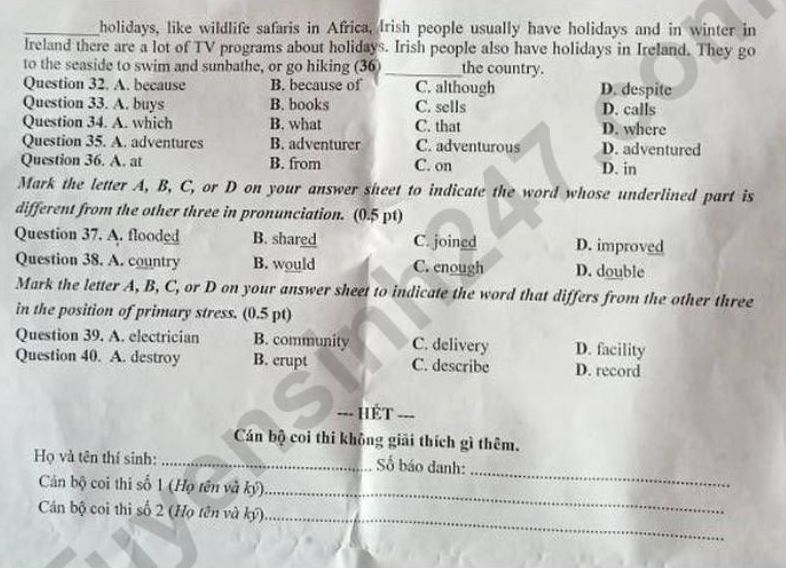 ________holidays, like wildlife safaris in Africa, Irish people usually have holidays and in winter in
Ireland there are a lot of TV programs about holidays. Irish people also have holidays in Ireland. They go
to the seaside to swim and sunbathe, or go hiking (36) ________the country.
Question 32. A. because B. because of C. although D. despite
Question 33. A. buys B. books C. sells D. calls
Question 34. A. which B. what C. that D. where
Question 35. A. adventures B. adventurer C. adventurous D. adventured
Question 36. A. at B. from C. on D. in
Mark the letter A, B, C, or D on your answer sheet to indicate the word whose underlined part is
different from the other three in pronunciation. (0.5 pt)
Question 37. A. flooded B. shared C. joined D. improved
Question 38. A. country B. would C. enough D. double
Mark the letter A, B, C, or D on your answer sheet to indicate the word that differs from the other three
in the position of primary stress. (0.5 pt)
Question 39. A. electrician B. community C. delivery D. facility
Question 40. A. destroy B. erupt C. describe D. record
--- HẾT ---
Cán bộ coi thi không giải thích gì thêm.
Họ và tên thí sinh: ........................................ Số báo danh: ........................................
Cán bộ coi thi số 1 (Họ tên và ký)........................................
Cán bộ coi thi số 2 (Họ tên và ký)........................................
Tuyensinh247.com